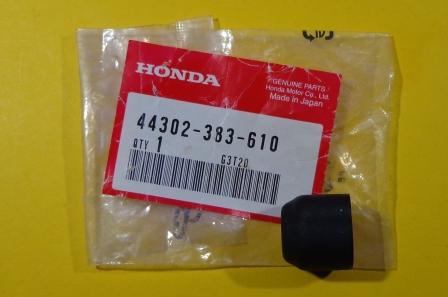 HONDA
GENUINE PARTS
Honda Motor Co., Ltd.
Made in Japan
44302-383-610
QTY 1
G3T20